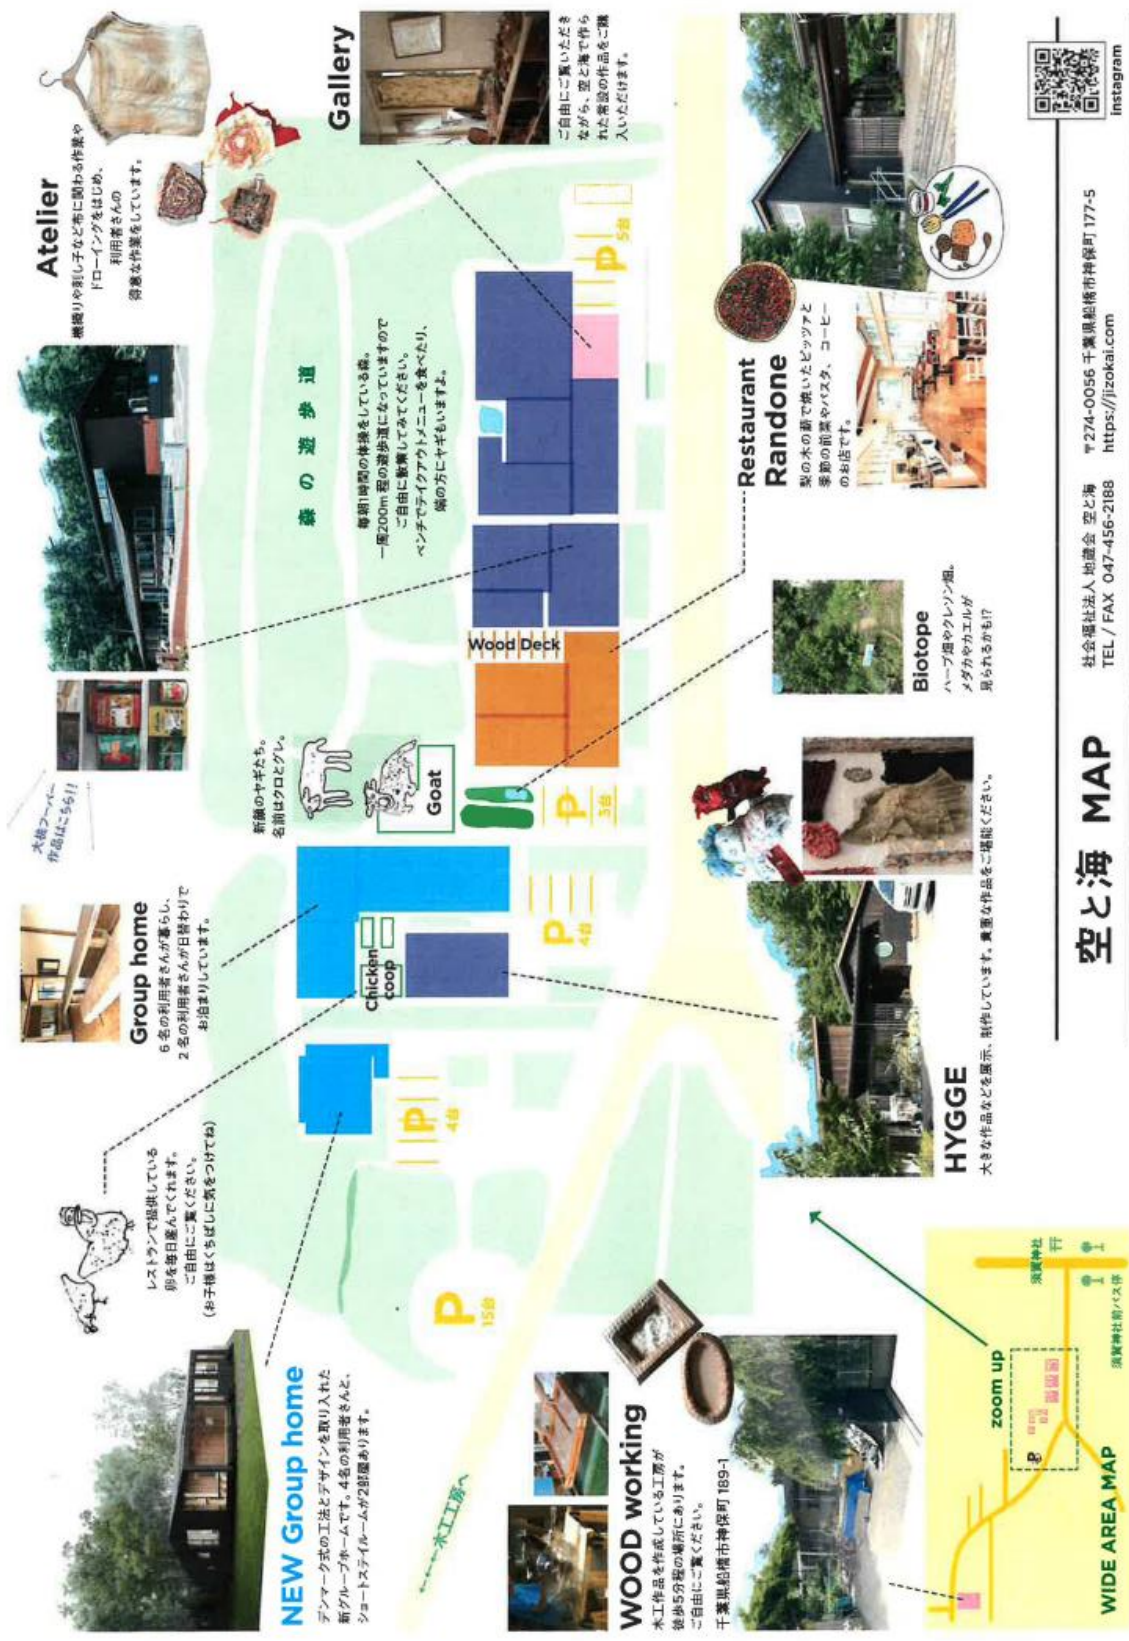 NEW Group home
デンマーク式の工法とデザインを取り入れた
新グループホームです。4名の利用者さんと、
ショートステイルームが2部屋あります。
レストランで提供している
卵を毎日産んでくれます。
ご自由にご覧ください。
(お子様はくちばしに気をつけてね)
Group home
6名の利用者さんが暮らし、
2名の利用者さんが日替わりで
お泊まりしています。
作品はこちら!!
新顔のヤギたち。
名前はクロとグレ。
Atelier
機織りや刺し子など布に関わる作業や
ドローイングをはじめ、
利用者さんの
得意な作業をしています。
Gallery
ご自由にご覧いただき
ながら、空と海で作ら
れた常設の作品をご購
入いただけます。
森の遊歩道
毎朝1時間の体操をしている森。
一周200m程の遊歩道になっていますので
ご自由に散策してみてください。
ベンチでテイクアウトメニューを食べたり、
端の方にヤギもいますよ。
Chicken
coop
Goat
Wood Deck
P
15台
P
4台
P
4台
P
3台
P
5台
←←←木工工房へ
WOOD working
木工作品を作成している工房が
徒歩5分程の場所にあります。
ご自由にご覧ください。
千葉県船橋市神保町 189-1
HYGGE
大きな作品などを展示、制作しています。貴重な作品をご堪能ください。
Biotope
ハーブ畑やクレソン畑。
メダカやカエルが
見られるかも!?
Restaurant
Randone
梨の木の薪で焼いたピッツァと
季節の前菜やパスタ、コーヒー
のお店です。
zoom up
P
須賀神社
須賀神社前バス停
WIDE AREA MAP
空と海 MAP
社会福祉法人 地蔵会 空と海
〒274-0056 千葉県船橋市神保町 177-5
TEL / FAX 047-456-2188
https://jizokai.com
instagram